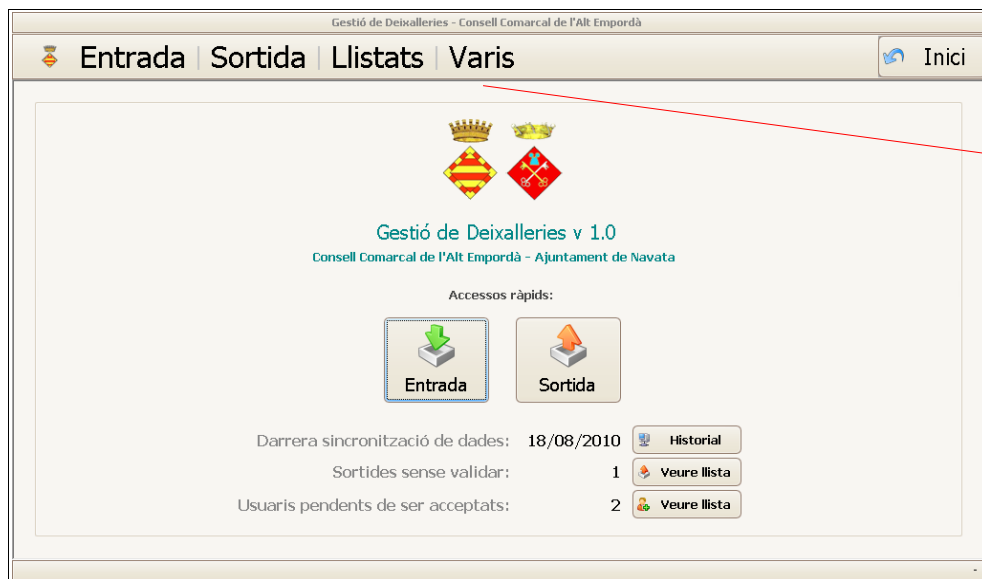 Gestió de Deixalleries - Consell Comarcal de l'Alt Empordà
Entrada | Sortida | Llistats | Varis
Inici
Gestió de Deixalleries v 1.0
Consell Comarcal de l'Alt Empordà - Ajuntament de Navata
Accessos ràpids:
Entrada
Sortida
Darrera sincronització de dades: 18/08/2010 Historial
Sortides sense validar: 1 Veure llista
Usuaris pendents de ser acceptats: 2 Veure llista
-